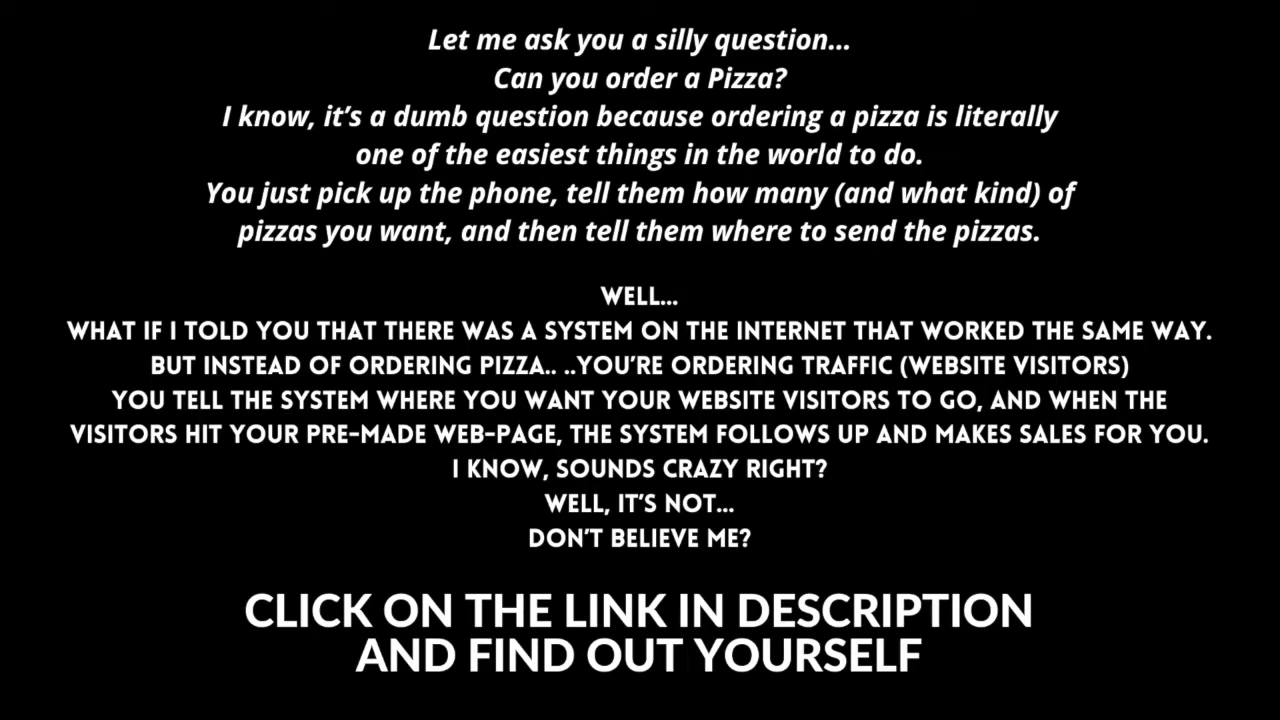 Let me ask you a silly question...
Can you order a Pizza?
I know, it's a dumb question because ordering a pizza is literally
one of the easiest things in the world to do.
You just pick up the phone, tell them how many (and what kind) of
pizzas you want, and then tell them where to send the pizzas.
WELL...
WHAT IF I TOLD YOU THAT THERE WAS A SYSTEM ON THE INTERNET THAT WORKED THE SAME WAY.
BUT INSTEAD OF ORDERING PIZZA.. ..YOU'RE ORDERING TRAFFIC (WEBSITE VISITORS)
YOU TELL THE SYSTEM WHERE YOU WANT YOUR WEBSITE VISITORS TO GO, AND WHEN THE
VISITORS HIT YOUR PRE-MADE WEB-PAGE, THE SYSTEM FOLLOWS UP AND MAKES SALES FOR YOU.
I KNOW, SOUNDS CRAZY RIGHT?
WELL, IT'S NOT...
DON'T BELIEVE ME?
CLICK ON THE LINK IN DESCRIPTION
AND FIND OUT YOURSELF